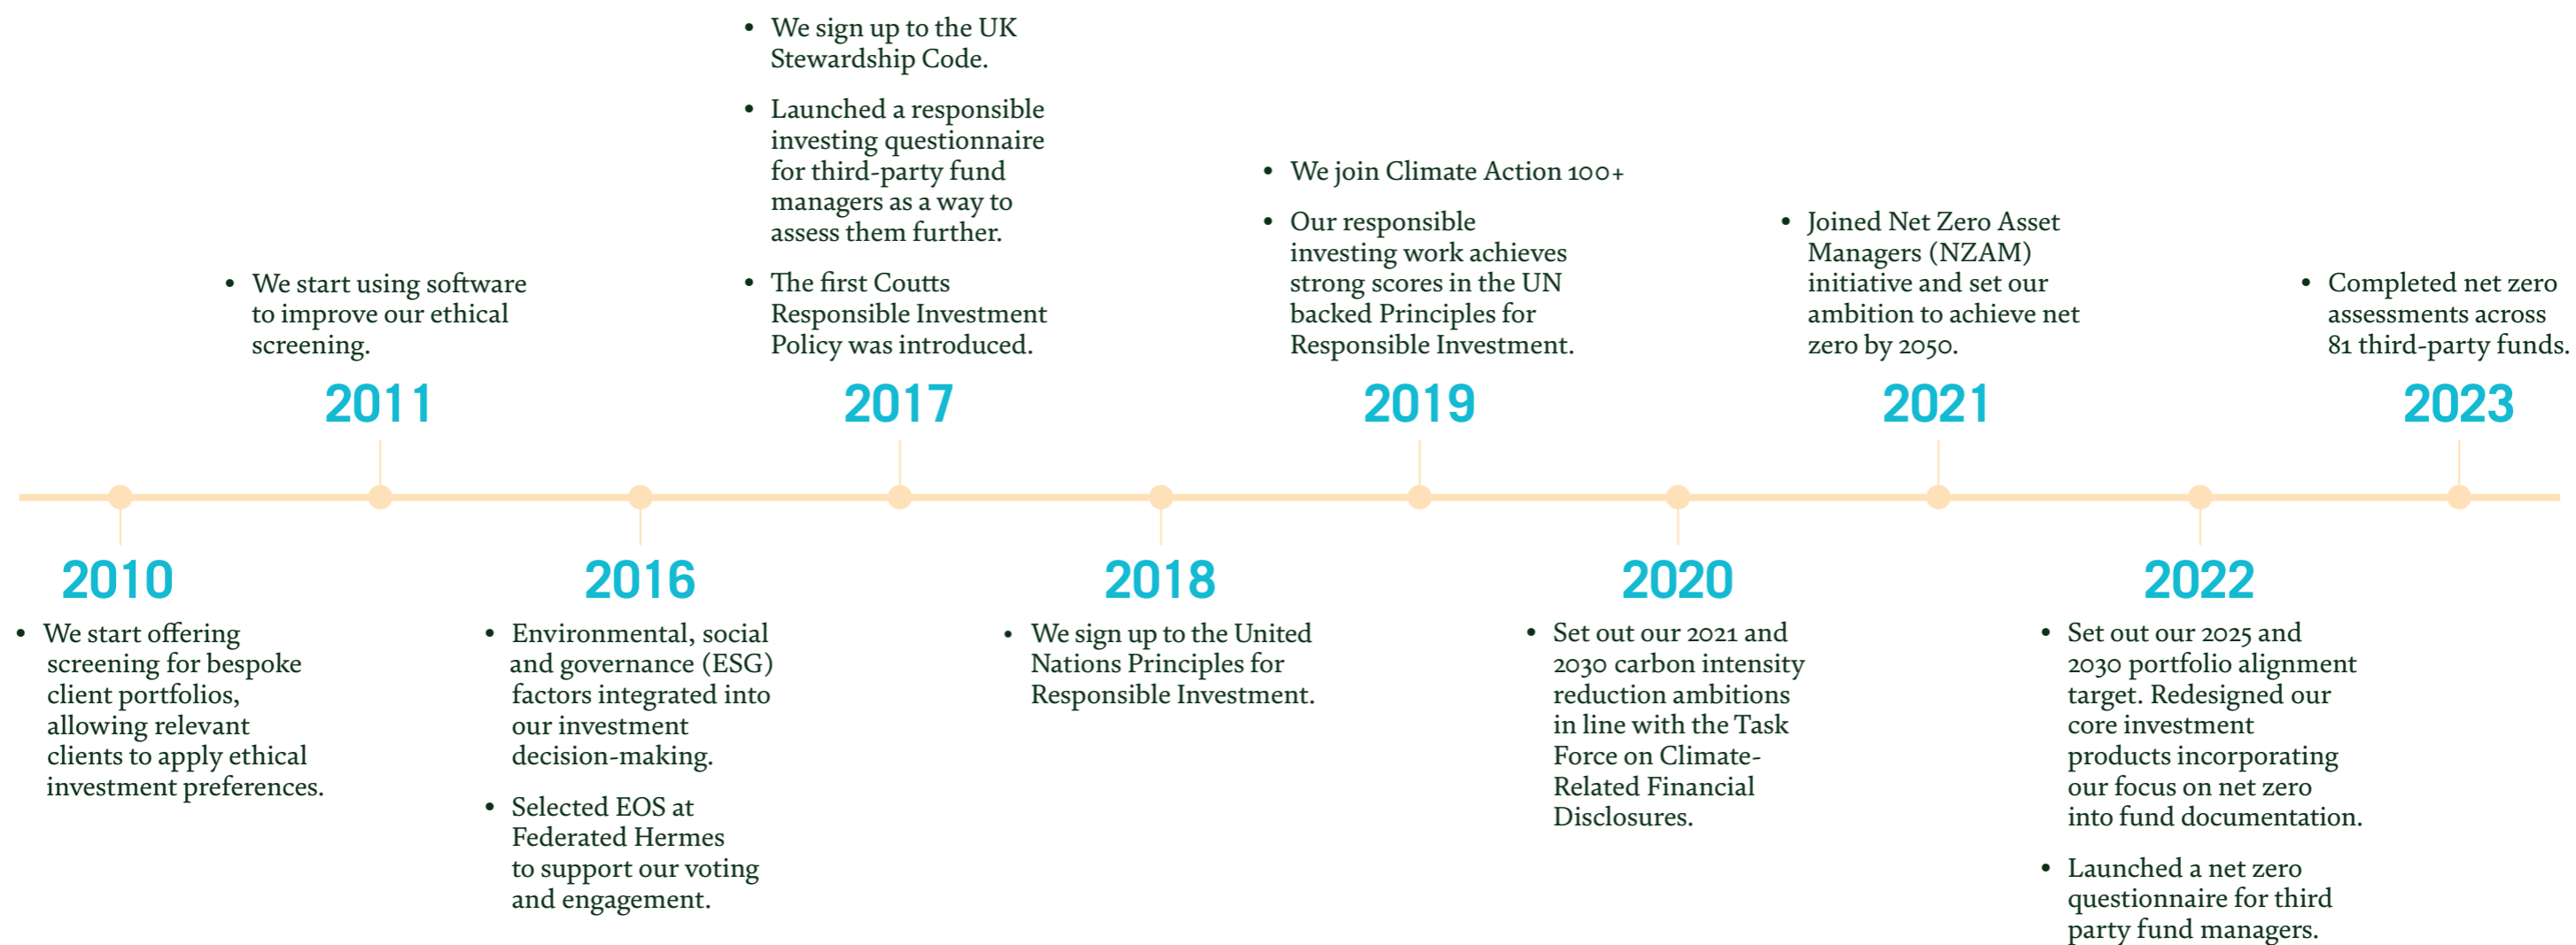 • We sign up to the UK
Stewardship Code.
• Launched a responsible
investing questionnaire
for third-party fund
managers as a way to
assess them further.
• The first Coutts
Responsible Investment
Policy was introduced.
• We join Climate Action 100+
• Our responsible
investing work achieves
strong scores in the UN
backed Principles for
Responsible Investment.
• Joined Net Zero Asset
Managers (NZAM)
initiative and set our
ambition to achieve net
zero by 2050.
• We start using software
to improve our ethical
screening.
• Completed net zero
assessments across
81 third-party funds.
2011
2017
2019
2021
2023
2010
2016
2018
2020
2022
• We start offering
screening for bespoke
client portfolios,
allowing relevant
clients to apply ethical
investment preferences.
• Environmental, social
and governance (ESG)
factors integrated into
our investment
decision-making.
• Selected EOS at
Federated Hermes
to support our voting
and engagement.
• We sign up to the United
Nations Principles for
Responsible Investment.
• Set out our 2021 and
2030 carbon intensity
reduction ambitions
in line with the Task
Force on Climate-
Related Financial
Disclosures.
• Set out our 2025 and
2030 portfolio alignment
target. Redesigned our
core investment
products incorporating
our focus on net zero
into fund documentation.
• Launched a net zero
questionnaire for third
party fund managers.